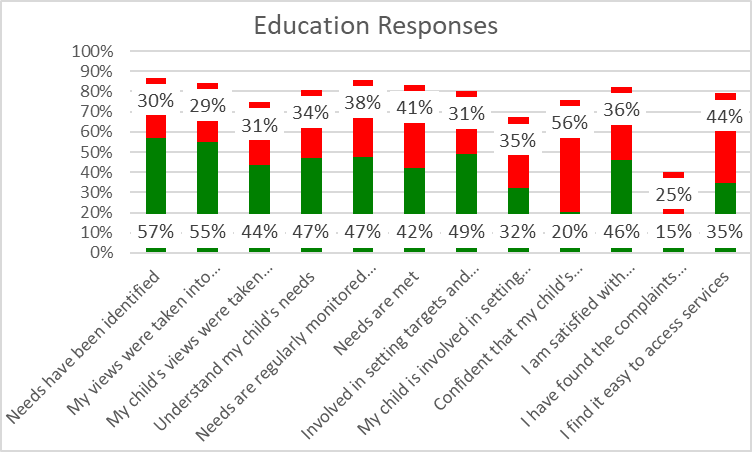 Education Responses
100%
90%
80%
70%
60%
50%
40%
30%
20%
10%
0%
30% 29% 31% 34% 38% 41% 31% 35% 56% 36% 25% 44%
57% 55% 44% 47% 47% 42% 49% 32% 20% 46% 15% 35%
Needs have been identified
My views were taken into...
My child's views were taken...
Understand my child's needs
Needs are regularly monitored...
Needs are met
Involved in setting targets and...
My child is involved in setting...
Confident that my child's...
I am satisfied with...
I have found the complaints...
I find it easy to access services